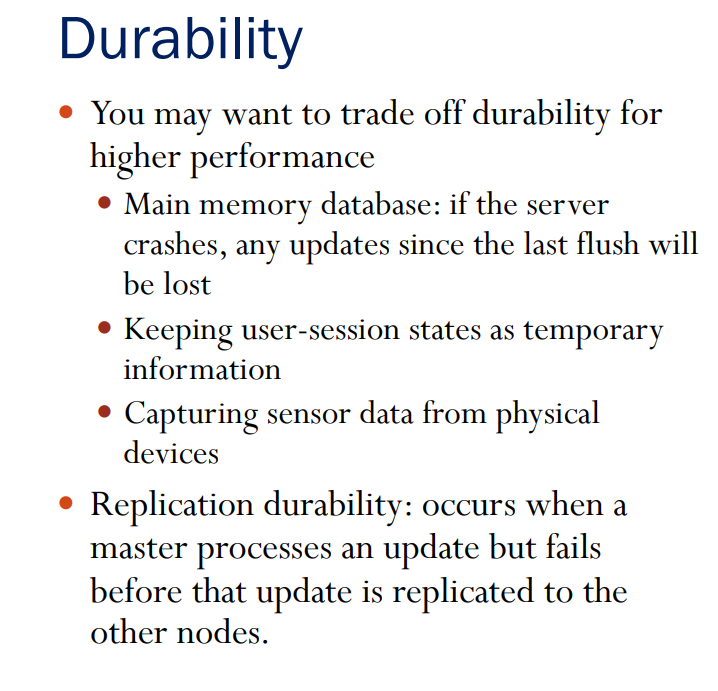 Durability
• You may want to trade off durability for
higher performance
• Main memory database: if the server
crashes, any updates since the last flush will
be lost
• Keeping user-session states as temporary
information
• Capturing sensor data from physical
devices
• Replication durability: occurs when a
master processes an update but fails
before that update is replicated to the
other nodes.